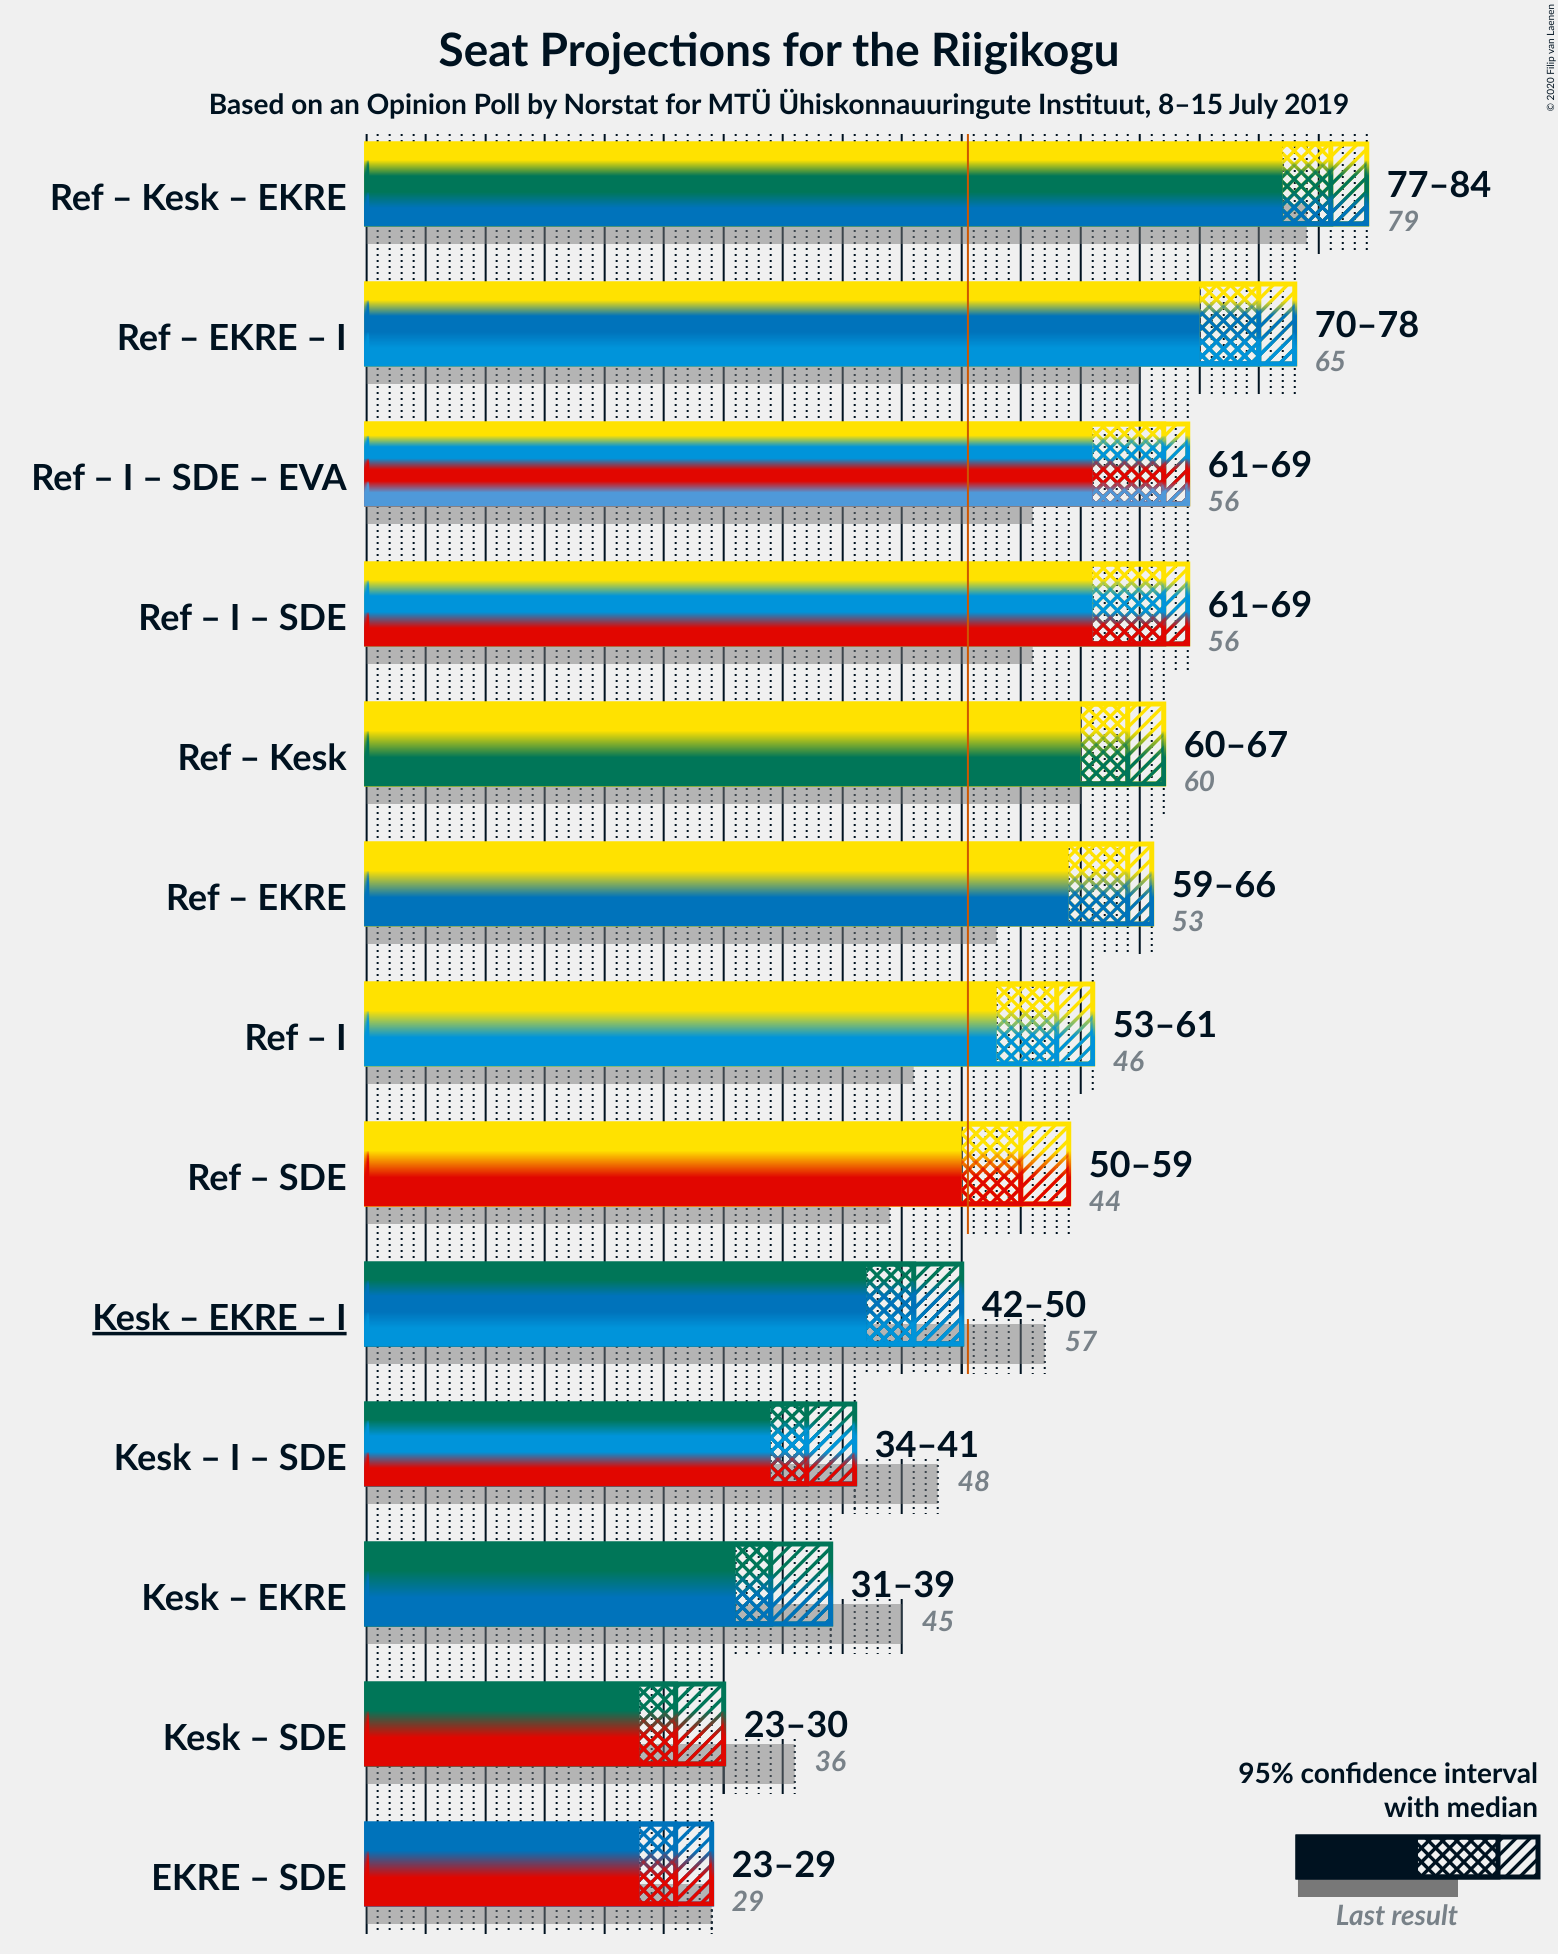 Seat Projections for the Riigikogu
Based on an Opinion Poll by Norstat for MTÜ Ühiskonnauuringute Instituut, 8–15 July 2019
© 2020 Filip van Laenen
Ref – Kesk – EKRE
77–84
79
Ref – EKRE – I
70–78
65
Ref – I – SDE – EVA
61–69
56
Ref – I – SDE
61–69
56
Ref – Kesk
60–67
60
Ref – EKRE
59–66
53
Ref – I
53–61
46
Ref – SDE
50–59
44
Kesk – EKRE – I
42–50
57
Kesk – I – SDE
34–41
48
Kesk – EKRE
31–39
45
Kesk – SDE
23–30
36
EKRE – SDE
23–29
29
95% confidence interval
with median
Last result